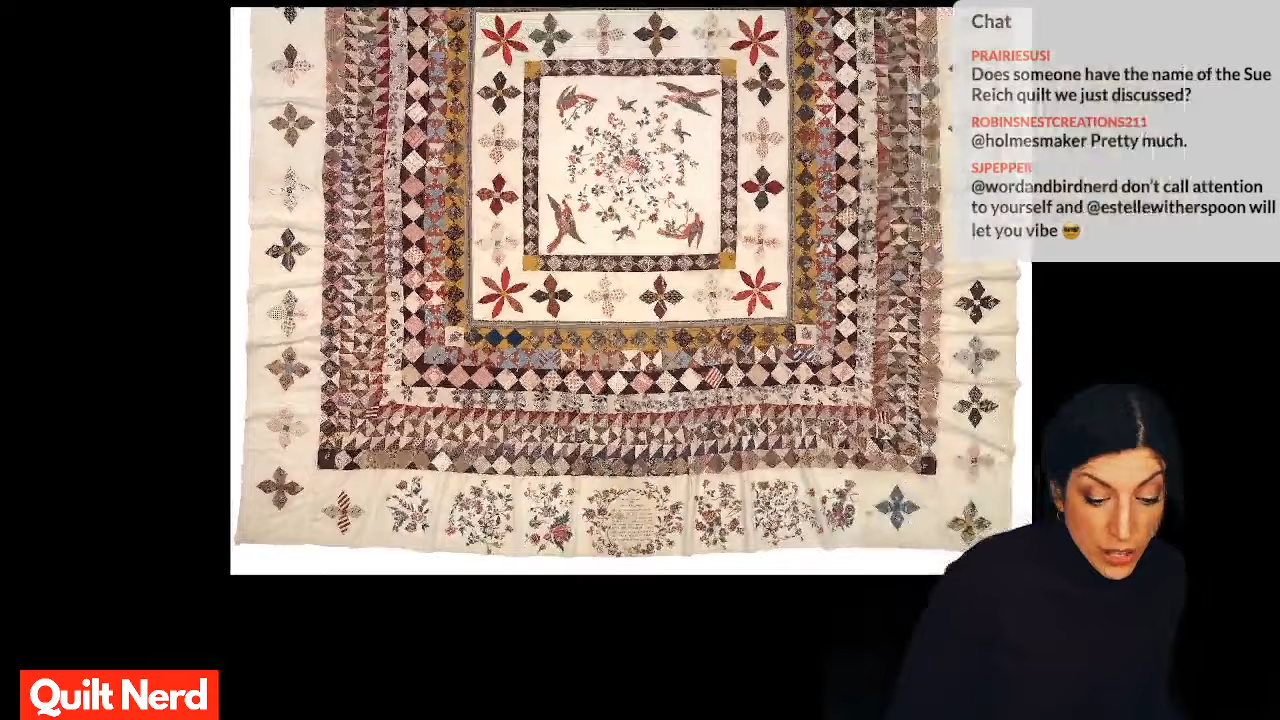 Chat
PRAIRIESUSI
Does someone have the name of the Sue
Reich quilt we just discussed?
ROBINSNESTCREATIONS211
@holmesmaker Pretty much.
SJPEPPER
@wordandbirdnerd don't call attention
to yourself and @estellewitherspoon will
let you vibe 😎
Quilt Nerd